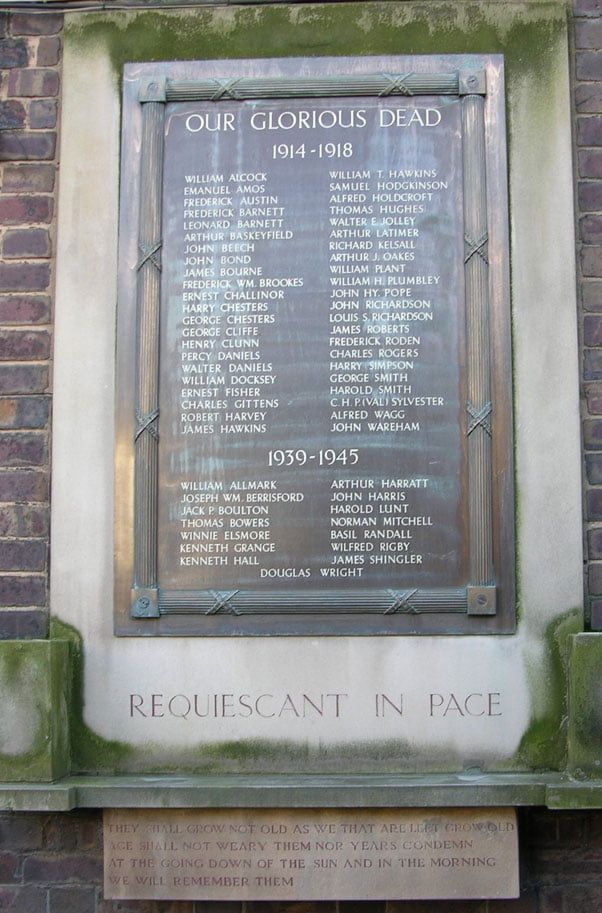 OUR GLORIOUS DEAD
1914-1918
WILLIAM ALCOCK
EMANUEL AMOS
FREDERICK AUSTIN
FREDERICK BARNETT
LEONARD BARNETT
ARTHUR BASKEYFIELD
JOHN BEECH
JOHN BOND
JAMES BOURNE
FREDERICK WM. BROOKES
ERNEST CHALLINOR
HARRY CHESTERS
GEORGE CHESTERS
GEORGE CLIFFE
HENRY CLUNN
PERCY DANIELS
WALTER DANIELS
WILLIAM DOCKSEY
ERNEST FISHER
CHARLES GITTENS
ROBERT HARVEY
JAMES HAWKINS
WILLIAM T. HAWKINS
SAMUEL HODGKINSON
ALFRED HOLDCROFT
THOMAS HUGHES
WALTER E. JOLLEY
ARTHUR LATIMER
RICHARD KELSALL
ARTHUR J. OAKES
WILLIAM PLANT
WILLIAM H. PLUMBLEY
JOHN HY. POPE
JOHN RICHARDSON
LOUIS S. RICHARDSON
JAMES ROBERTS
FREDERICK RODEN
CHARLES ROGERS
HARRY SIMPSON
GEORGE SMITH
HAROLD SMITH
C. H. P. (VAL) SYLVESTER
ALFRED WAGG
JOHN WAREHAM
1939-1945
WILLIAM ALLMARK
JOSEPH WM. BERRISFORD
JACK P. BOULTON
THOMAS BOWERS
WINNIE ELSMORE
KENNETH GRANGE
KENNETH HALL
ARTHUR HARRATT
JOHN HARRIS
HAROLD LUNT
NORMAN MITCHELL
BASIL RANDALL
WILFRED RIGBY
JAMES SHINGLER
DOUGLAS WRIGHT
REQUIESCANT IN PACE
THEY SHALL GROW NOT OLD AS WE THAT ARE LEFT GROW OLD
AGE SHALL NOT WEARY THEM NOR YEARS CONDEMN
AT THE GOING DOWN OF THE SUN AND IN THE MORNING
WE WILL REMEMBER THEM